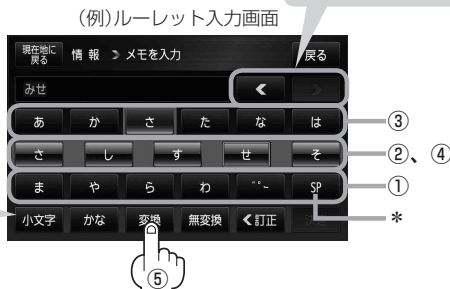 (例)ルーレット入力画面
現在地に戻る 情報 メモを入力 戻る
みせ
あ か さ た な は ③
さ し す せ そ ②、④
ま や ら わ ゛゜ー SP ①
小文字 かな 変換 無変換 訂正 決定 *
⑤